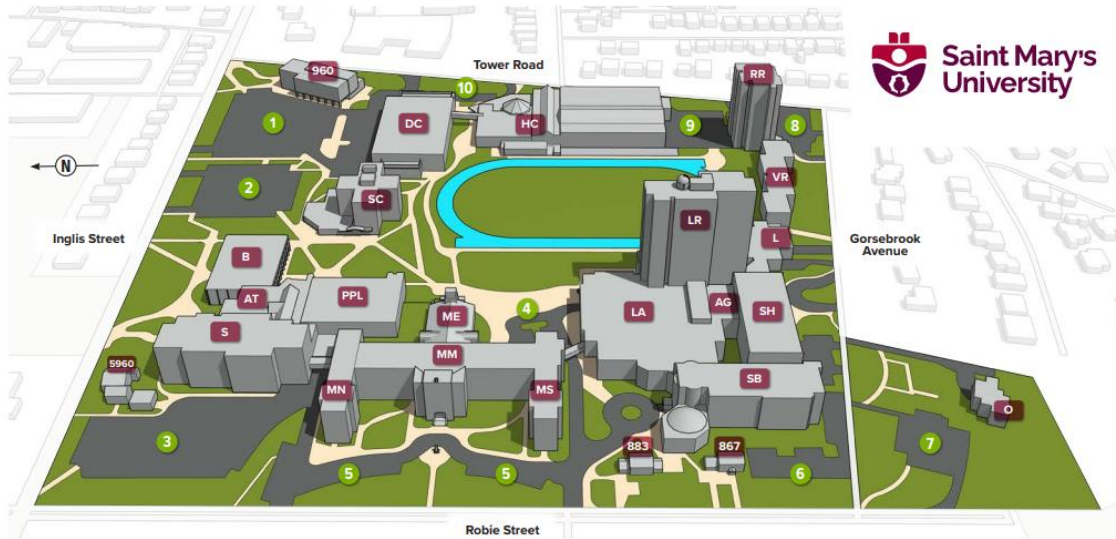 Saint Mary's
University
Tower Road
960
RR
10
1
DC
HC
9
8
N
2
SC
VR
LR
Inglis Street
B
L
Gorsebrook
Avenue
AT
PPL
ME
4
LA
AG
SH
S
MM
5960
MN
MS
SB
O
3
883
867
7
5
5
6
Robie Street